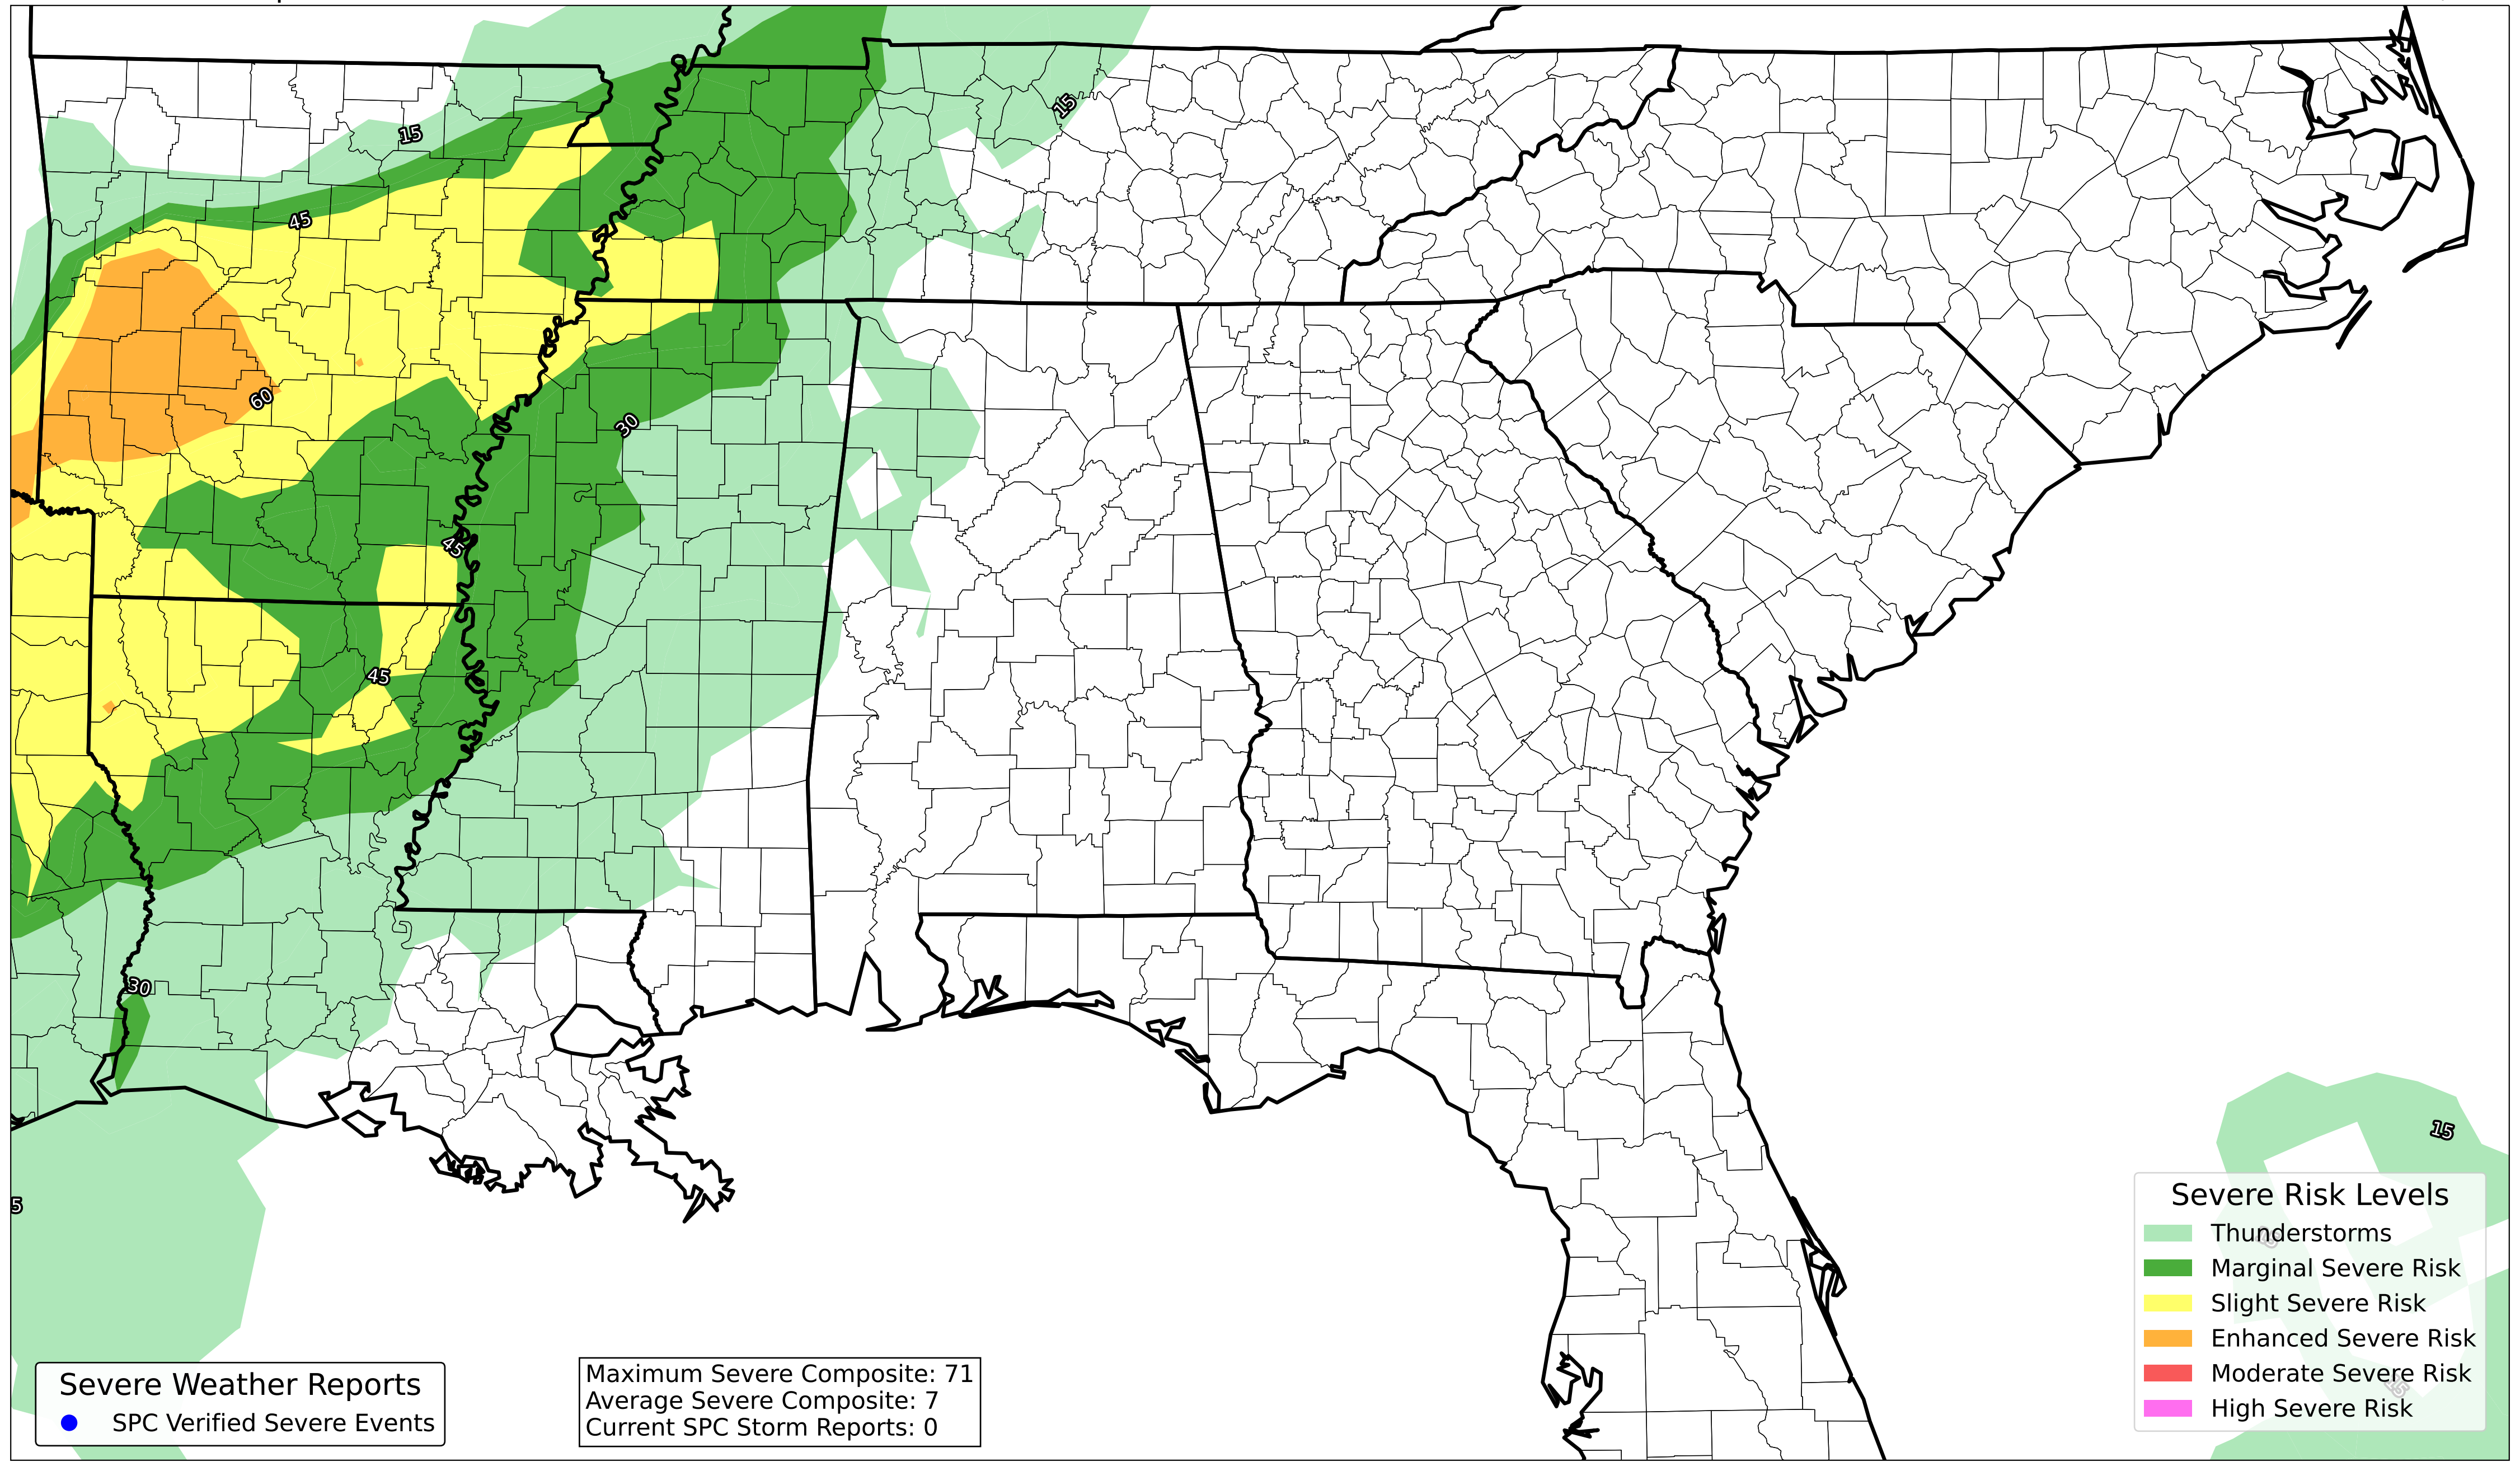 15
15
45
60
30
45
45
30
15
5
Severe Risk Levels
Thunderstorms
Marginal Severe Risk
Slight Severe Risk
Enhanced Severe Risk
Moderate Severe Risk
High Severe Risk
15
Severe Weather Reports
SPC Verified Severe Events
Maximum Severe Composite: 71
Average Severe Composite: 7
Current SPC Storm Reports: 0